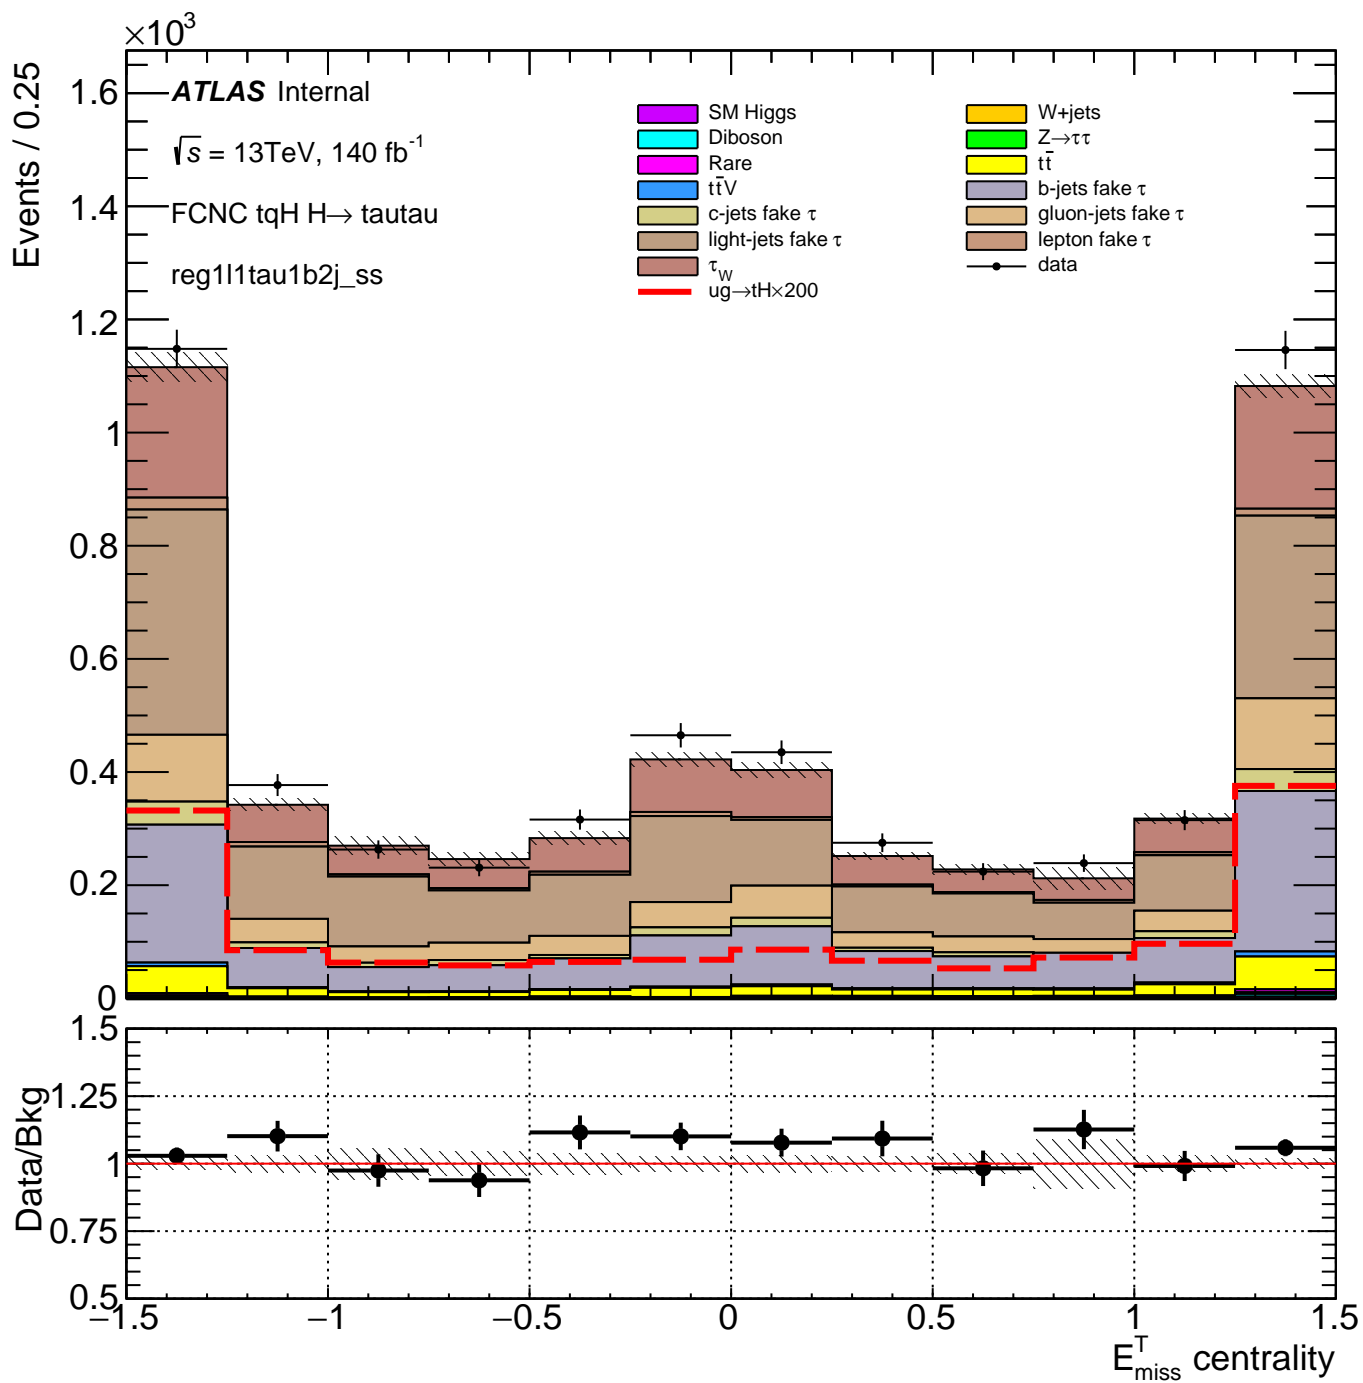 ×10³
Events / 0.25
1.6
1.4
1.2
1
0.8
0.6
0.4
0.2
0
ATLAS Internal
√s = 13TeV, 140 fb⁻¹
FCNC tqH H→ tautau
reg1l1tau1b2j_ss
SM Higgs
Diboson
Rare
tt̄V
c-jets fake τ
light-jets fake τ
τ_W
ug→tH×200
W+jets
Z→ττ
tt̄
b-jets fake τ
gluon-jets fake τ
lepton fake τ
data
Data/Bkg
1.5
1.25
1
0.75
0.5
−1.5 −1 −0.5 0 0.5 1 1.5
E^T_miss centrality